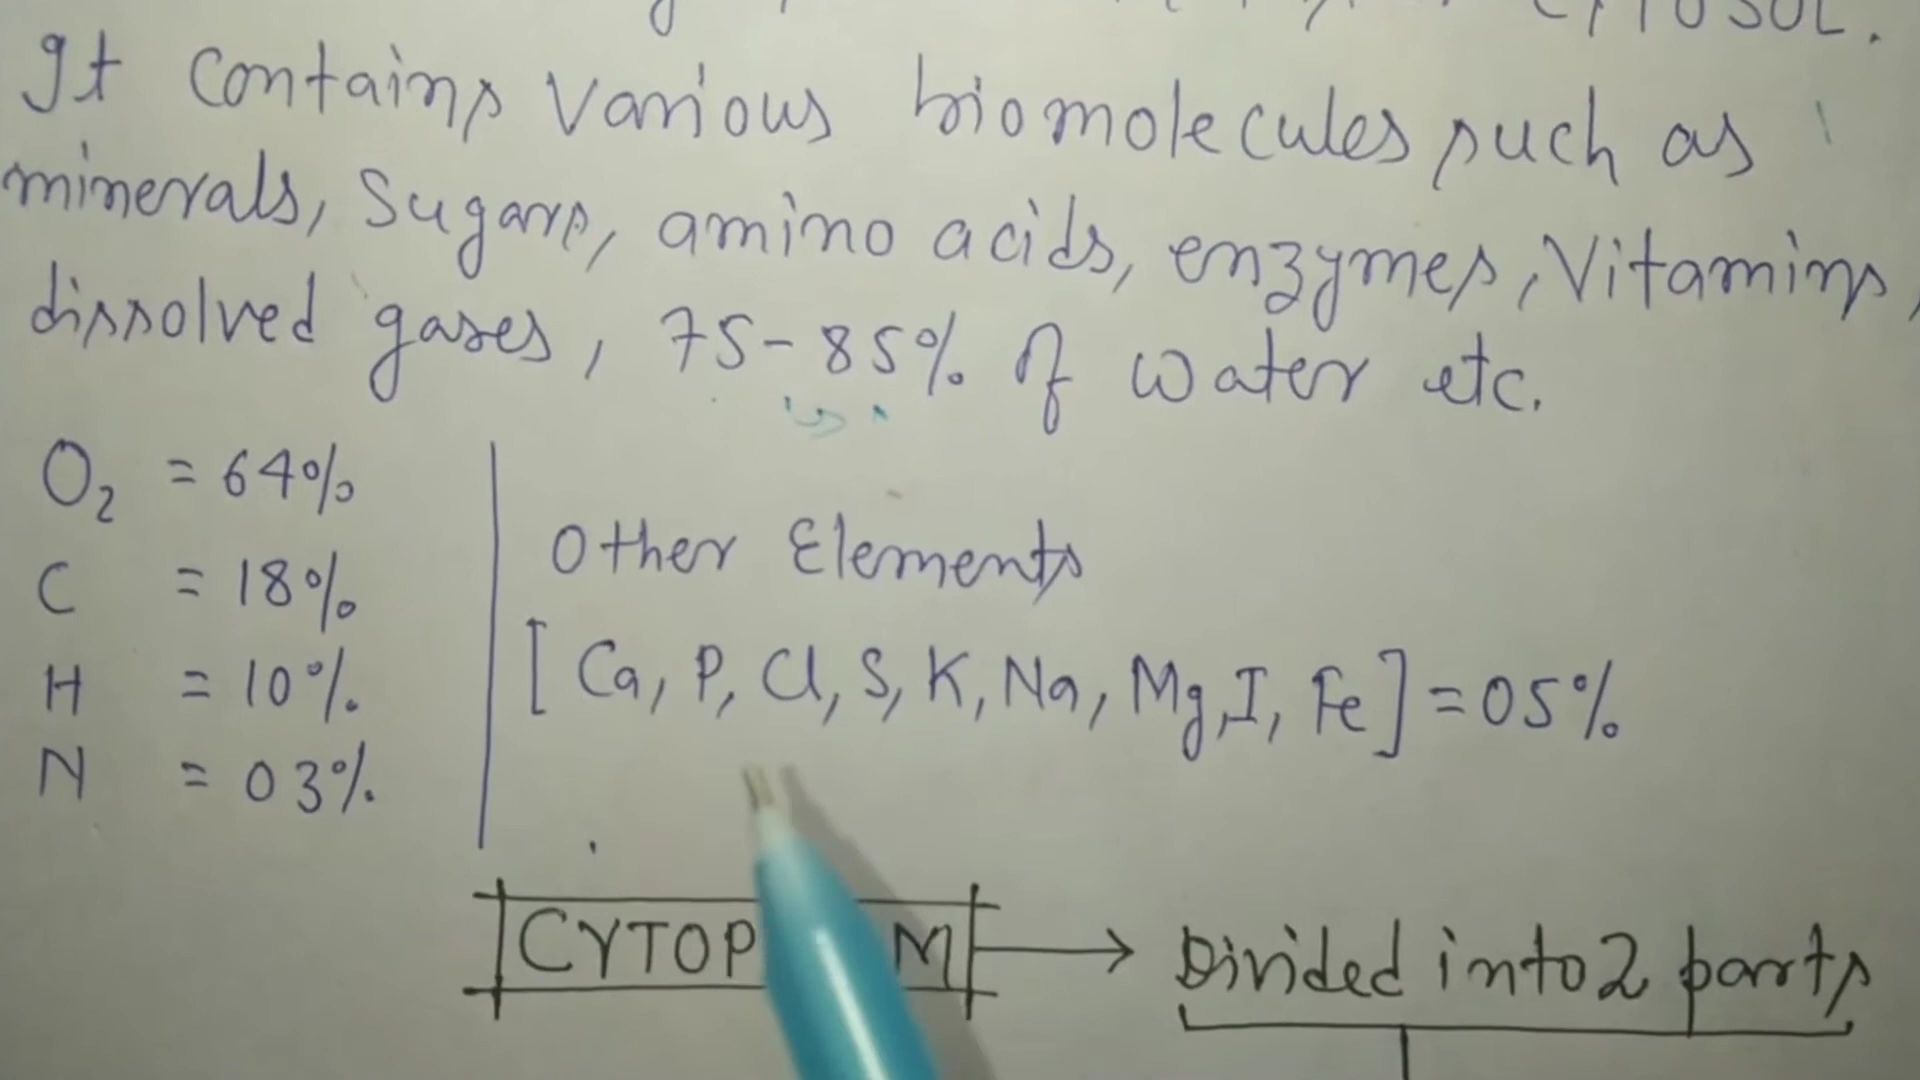 CYTOSOL.
It contains various biomolecules such as
minerals, Sugars, amino acids, enzymes, Vitamins,
dissolved gases, 75-85% of water etc.
O₂ = 64%
C = 18%
H = 10%.
N = 03%.
Other Elements
[Ca, P, Cl, S, K, Na, Mg, I, Fe] = 05%
CYTOP M → Divided into 2 parts